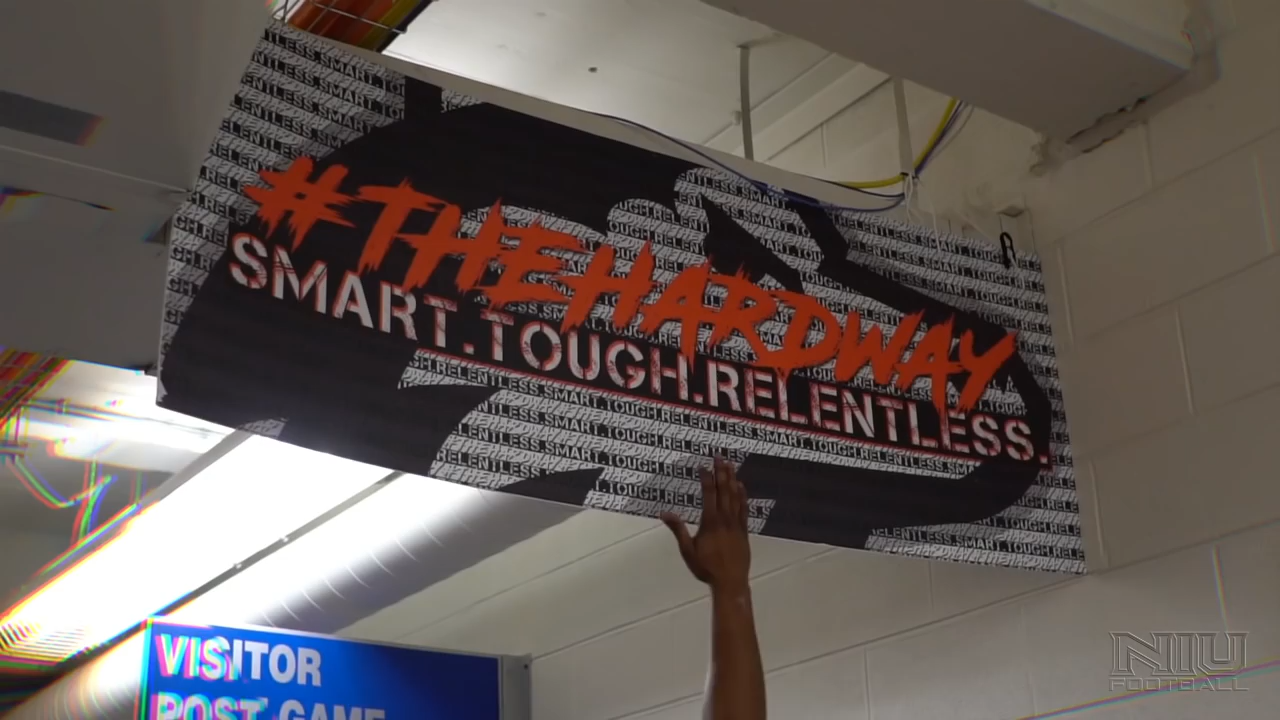 #THEHARDWAY
SMART.TOUGH.RELENTLESS.
VISITOR
POST GAME
NIU
FOOTBALL